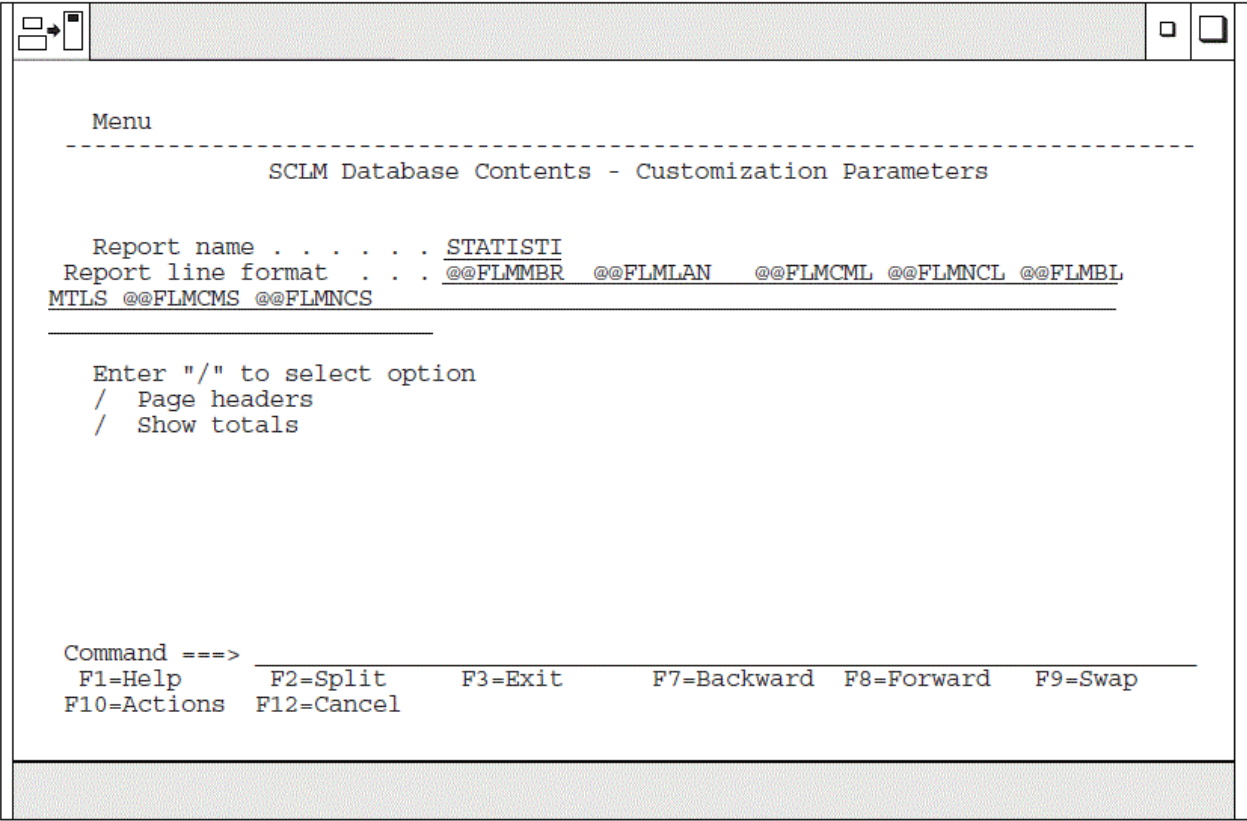 Menu
-----------------------------------------------------------------------------
SCLM Database Contents - Customization Parameters
Report name . . . . . . STATISTI
Report line format . . . @@FLMMBR @@FLMLAN @@FLMCML @@FLMNCL @@FLMBL
MTLS @@FLMCMS @@FLMNCS
Enter "/" to select option
/ Page headers
/ Show totals
Command ===>
F1=Help F2=Split F3=Exit F7=Backward F8=Forward F9=Swap
F10=Actions F12=Cancel